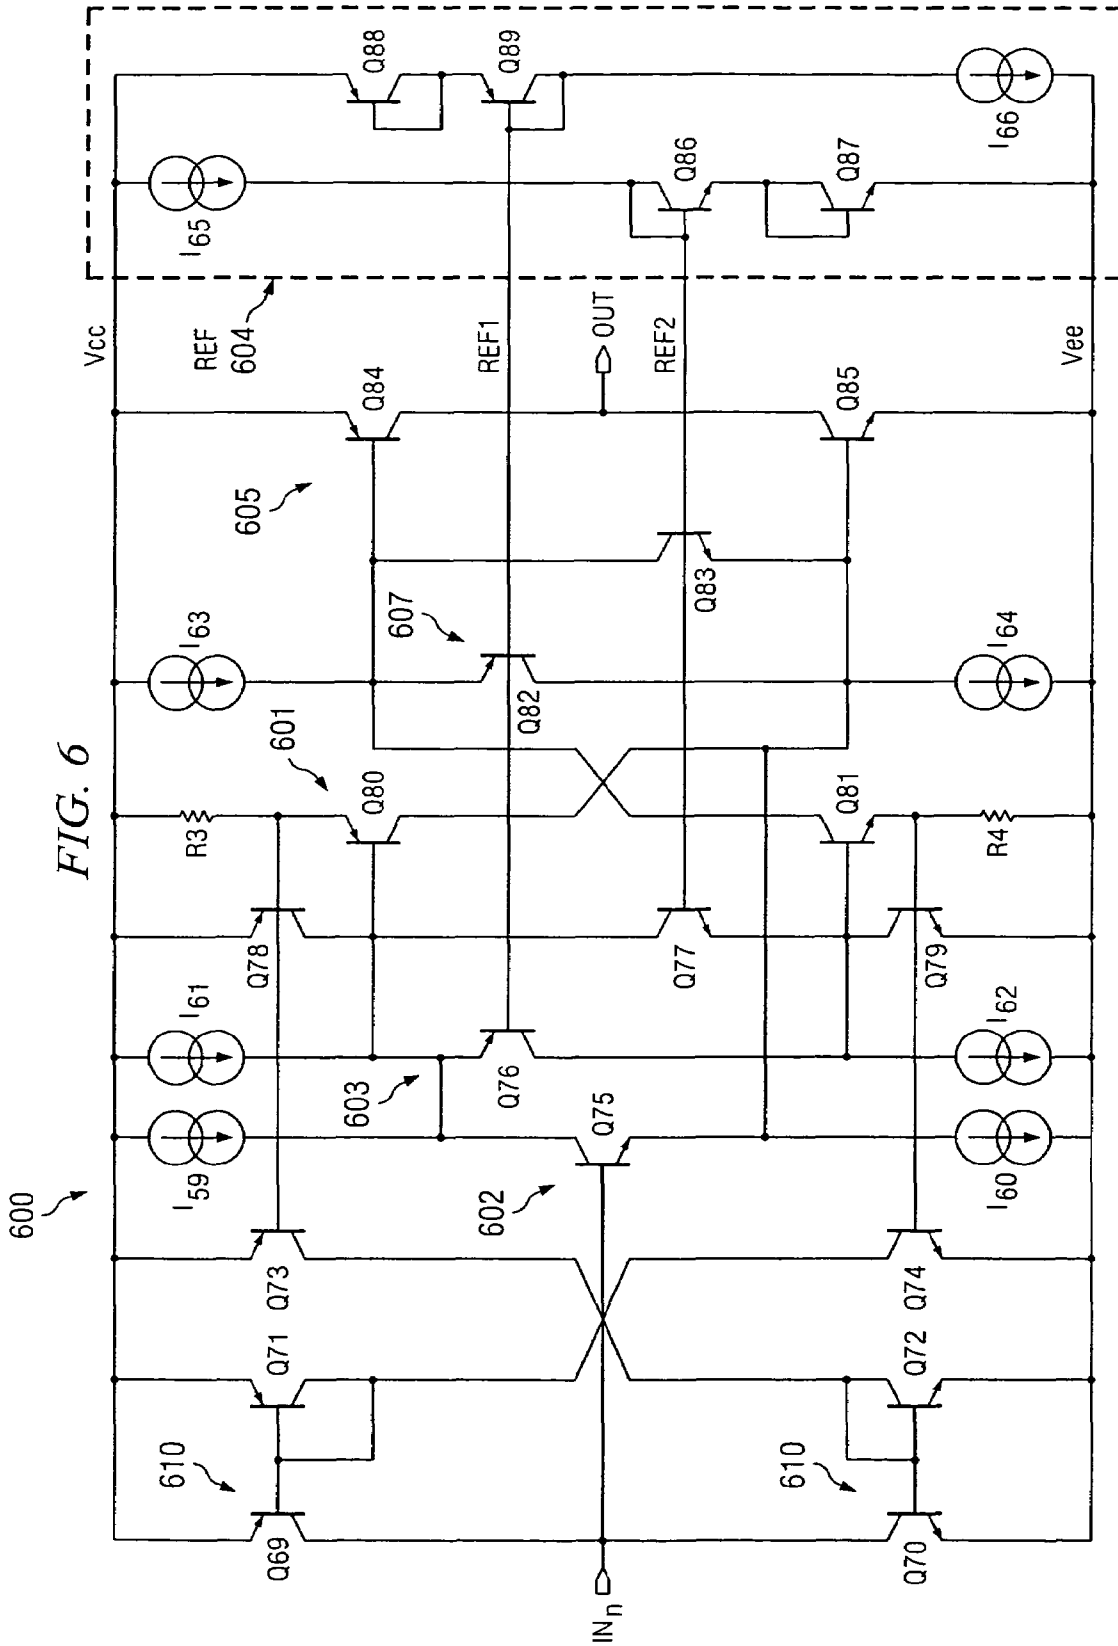 FIG. 6
600
Vcc
REF
604
I65
Q88
Q89
I59
I61
R3
601
I63
607
605
Q84
610
Q69
Q71
Q73
Q78
Q80
603
Q76
Q82
REF1
OUT
602
Q75
INn
Q77
Q83
REF2
Q86
Q87
610
Q70
Q72
Q74
Q79
Q81
Q85
I60
I62
R4
I64
Vee
I66